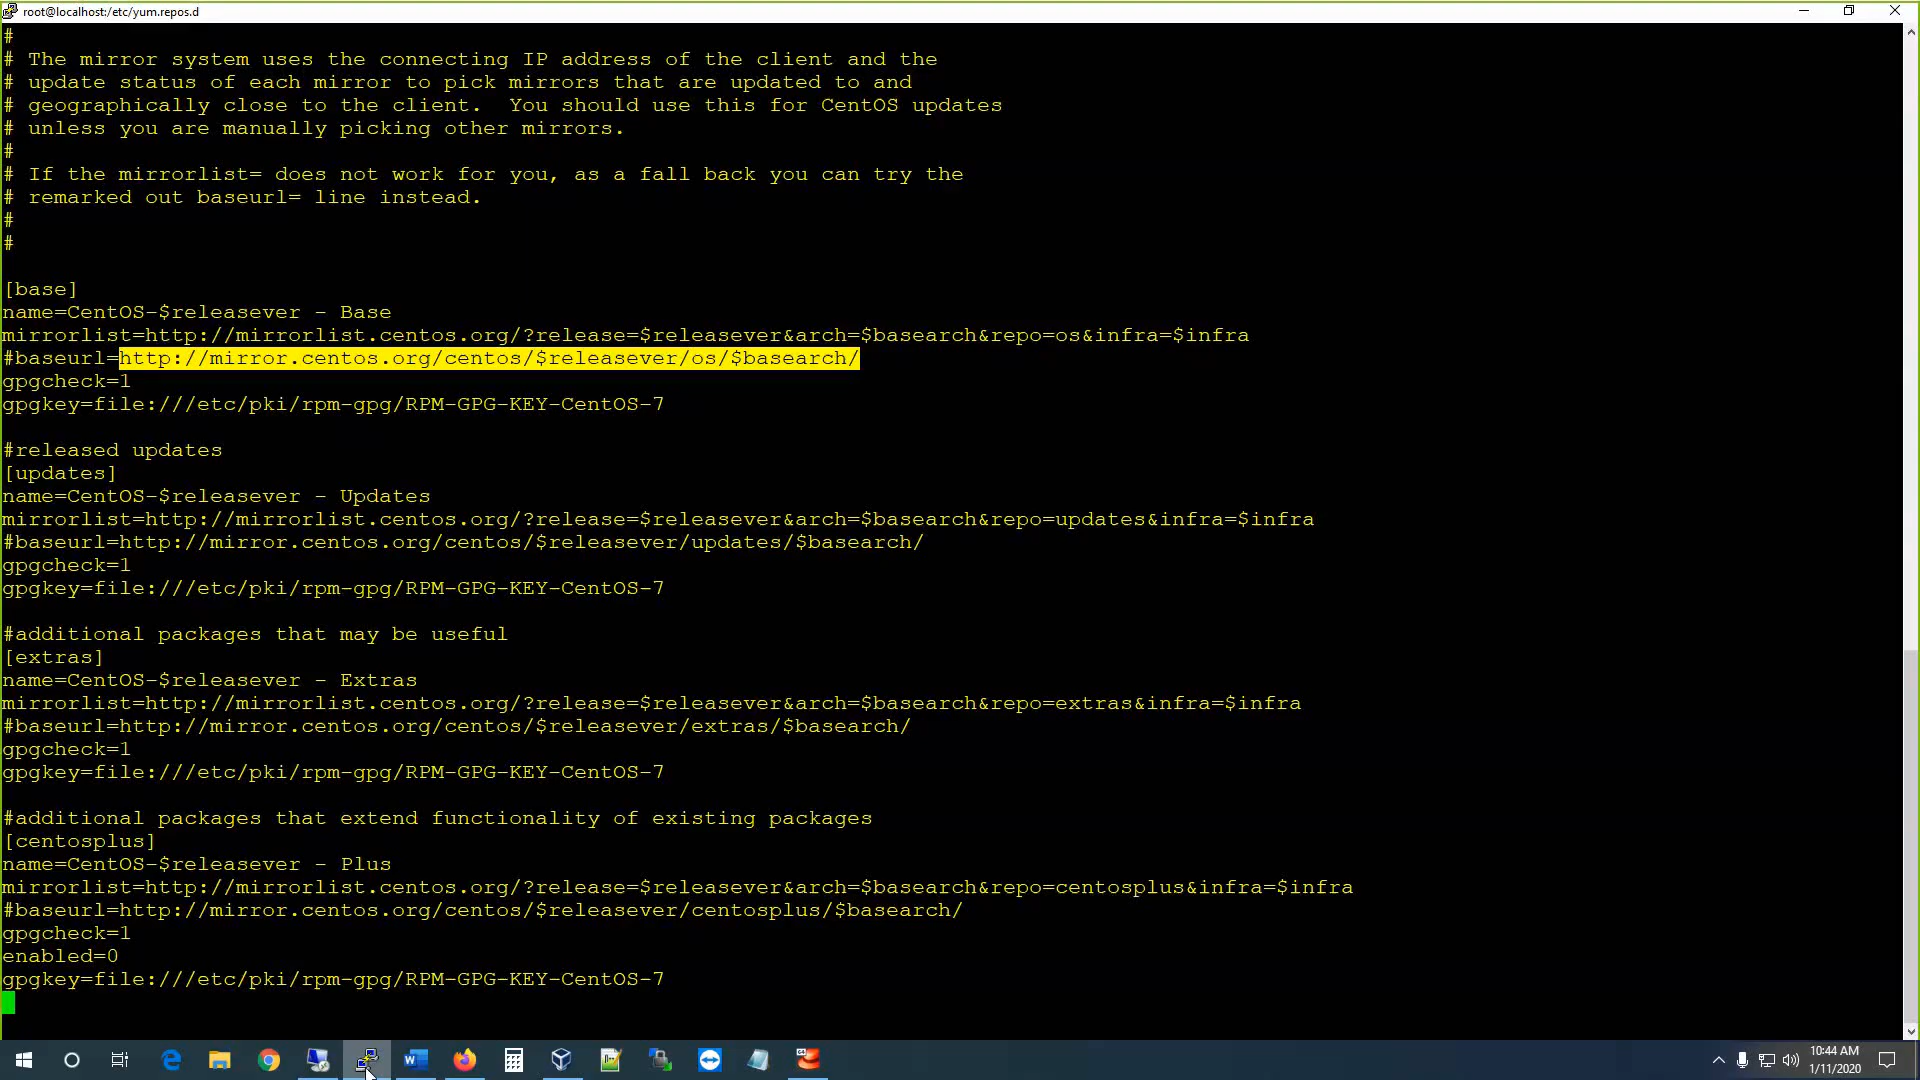 root@localhost:/etc/yum.repos.d
#
# The mirror system uses the connecting IP address of the client and the
# update status of each mirror to pick mirrors that are updated to and
# geographically close to the client.  You should use this for CentOS updates
# unless you are manually picking other mirrors.
#
# If the mirrorlist= does not work for you, as a fall back you can try the
# remarked out baseurl= line instead.
#
#
[base]
name=CentOS-$releasever - Base
mirrorlist=http://mirrorlist.centos.org/?release=$releasever&arch=$basearch&repo=os&infra=$infra
#baseurl=http://mirror.centos.org/centos/$releasever/os/$basearch/
gpgcheck=1
gpgkey=file:///etc/pki/rpm-gpg/RPM-GPG-KEY-CentOS-7
#released updates
[updates]
name=CentOS-$releasever - Updates
mirrorlist=http://mirrorlist.centos.org/?release=$releasever&arch=$basearch&repo=updates&infra=$infra
#baseurl=http://mirror.centos.org/centos/$releasever/updates/$basearch/
gpgcheck=1
gpgkey=file:///etc/pki/rpm-gpg/RPM-GPG-KEY-CentOS-7
#additional packages that may be useful
[extras]
name=CentOS-$releasever - Extras
mirrorlist=http://mirrorlist.centos.org/?release=$releasever&arch=$basearch&repo=extras&infra=$infra
#baseurl=http://mirror.centos.org/centos/$releasever/extras/$basearch/
gpgcheck=1
gpgkey=file:///etc/pki/rpm-gpg/RPM-GPG-KEY-CentOS-7
#additional packages that extend functionality of existing packages
[centosplus]
name=CentOS-$releasever - Plus
mirrorlist=http://mirrorlist.centos.org/?release=$releasever&arch=$basearch&repo=centosplus&infra=$infra
#baseurl=http://mirror.centos.org/centos/$releasever/centosplus/$basearch/
gpgcheck=1
enabled=0
gpgkey=file:///etc/pki/rpm-gpg/RPM-GPG-KEY-CentOS-7
10:44 AM
1/11/2020